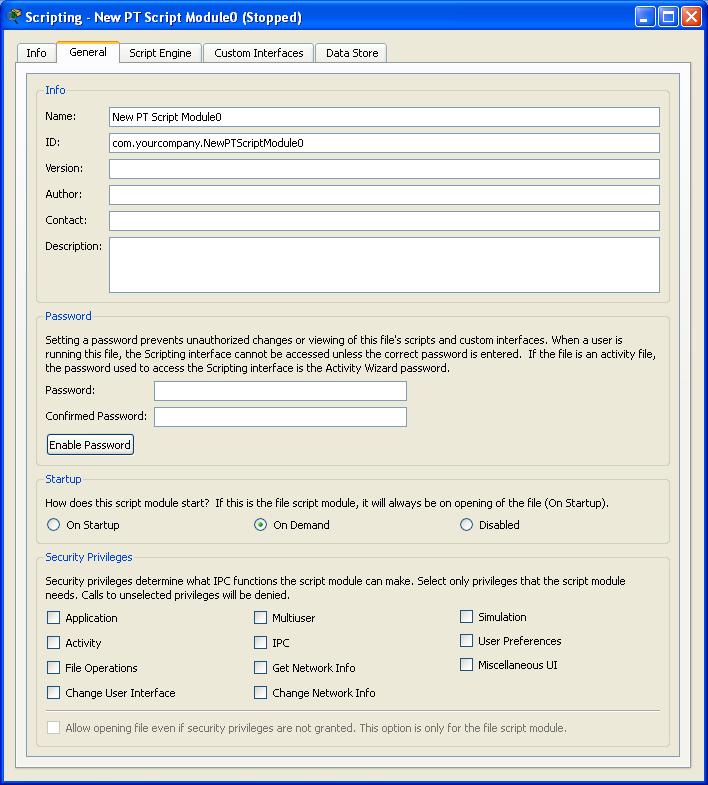 Scripting - New PT Script Module0 (Stopped)
Info General Script Engine Custom Interfaces Data Store
Info
Name: New PT Script Module0
ID: com.yourcompany.NewPTScriptModule0
Version:
Author:
Contact:
Description:
Password
Setting a password prevents unauthorized changes or viewing of this file's scripts and custom interfaces. When a user is
running this file, the Scripting interface cannot be accessed unless the correct password is entered. If the file is an activity file,
the password used to access the Scripting interface is the Activity Wizard password.
Password:
Confirmed Password:
Enable Password
Startup
How does this script module start? If this is the file script module, it will always be on opening of the file (On Startup).
On Startup On Demand Disabled
Security Privileges
Security privileges determine what IPC functions the script module can make. Select only privileges that the script module
needs. Calls to unselected privileges will be denied.
Application Multiuser Simulation
Activity IPC User Preferences
File Operations Get Network Info Miscellaneous UI
Change User Interface Change Network Info
Allow opening file even if security privileges are not granted. This option is only for the file script module.